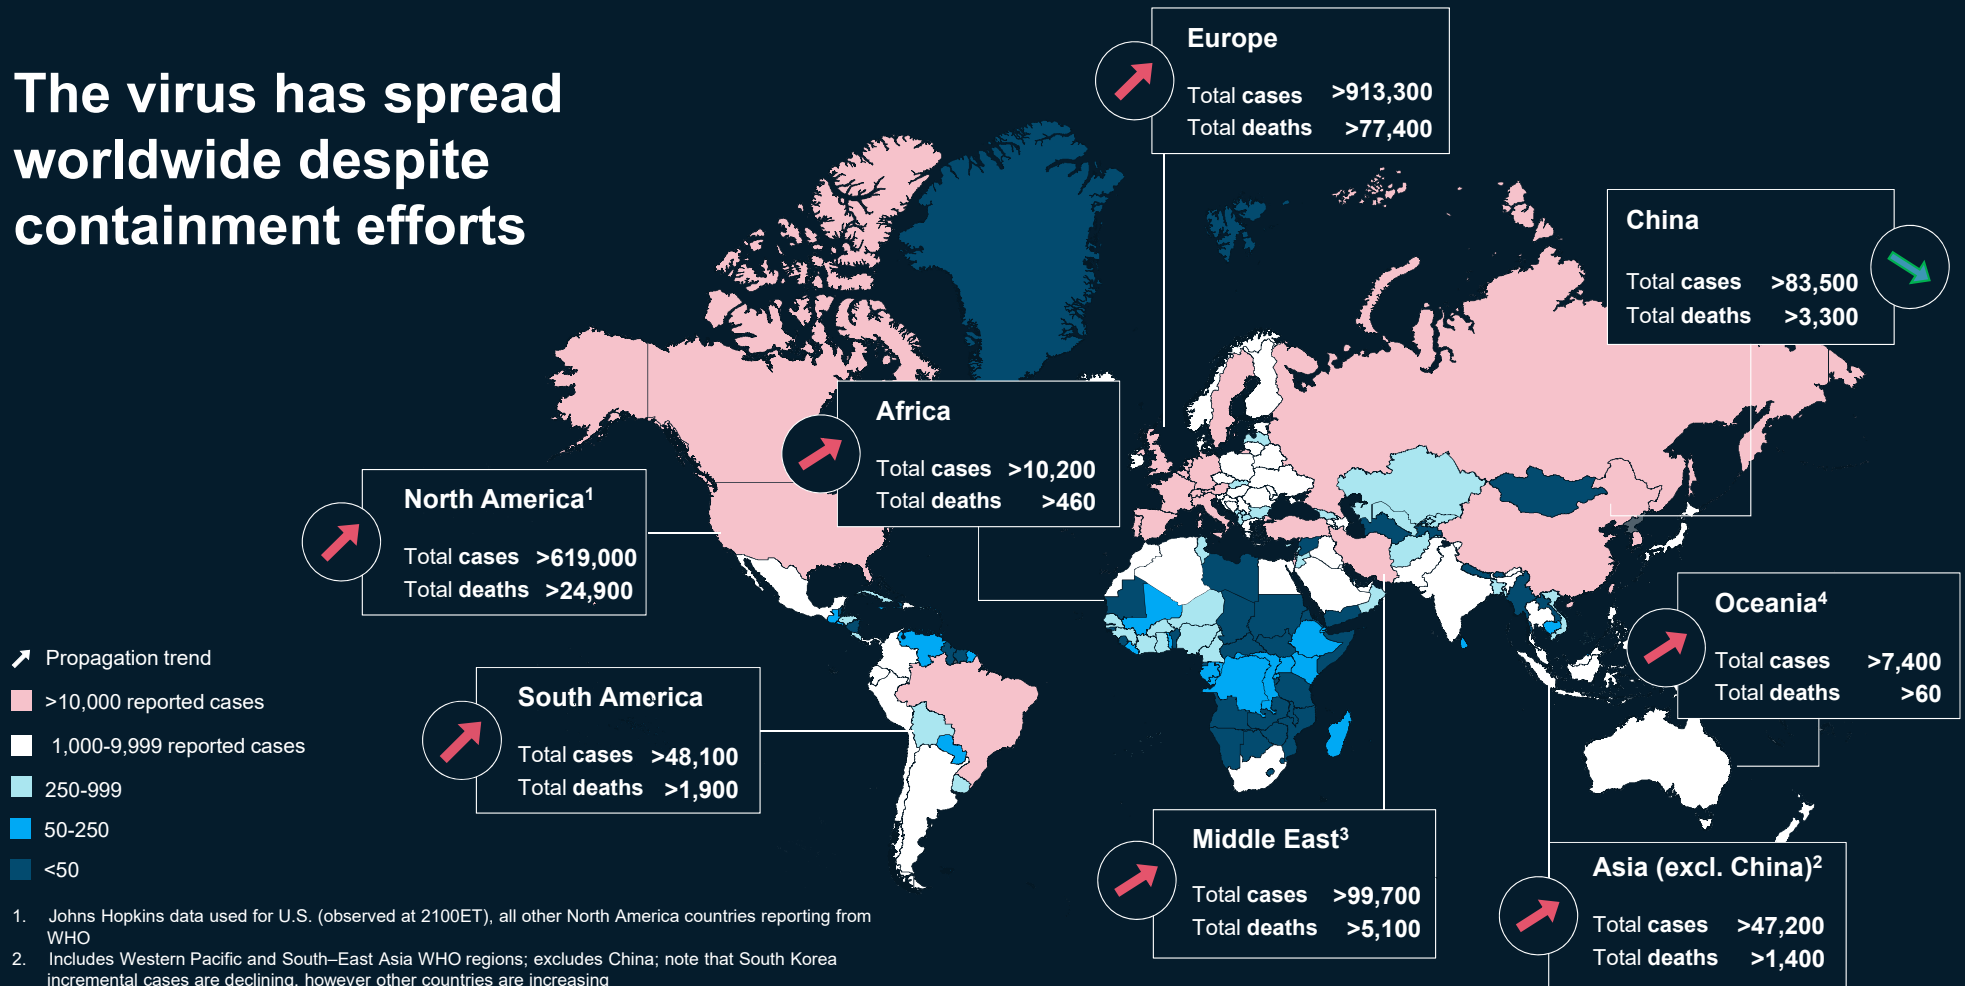 The virus has spread
worldwide despite
containment efforts
Europe
Total cases >913,300
Total deaths >77,400
China
Total cases >83,500
Total deaths >3,300
Africa
Total cases >10,200
Total deaths >460
North America1
Total cases >619,000
Total deaths >24,900
Oceania4
Total cases >7,400
Total deaths >60
South America
Total cases >48,100
Total deaths >1,900
Middle East3
Total cases >99,700
Total deaths >5,100
Asia (excl. China)2
Total cases >47,200
Total deaths >1,400
Propagation trend
>10,000 reported cases
1,000-9,999 reported cases
250-999
50-250
<50
1. Johns Hopkins data used for U.S. (observed at 2100ET), all other North America countries reporting from
WHO
2. Includes Western Pacific and South–East Asia WHO regions; excludes China; note that South Korea
incremental cases are declining, however other countries are increasing